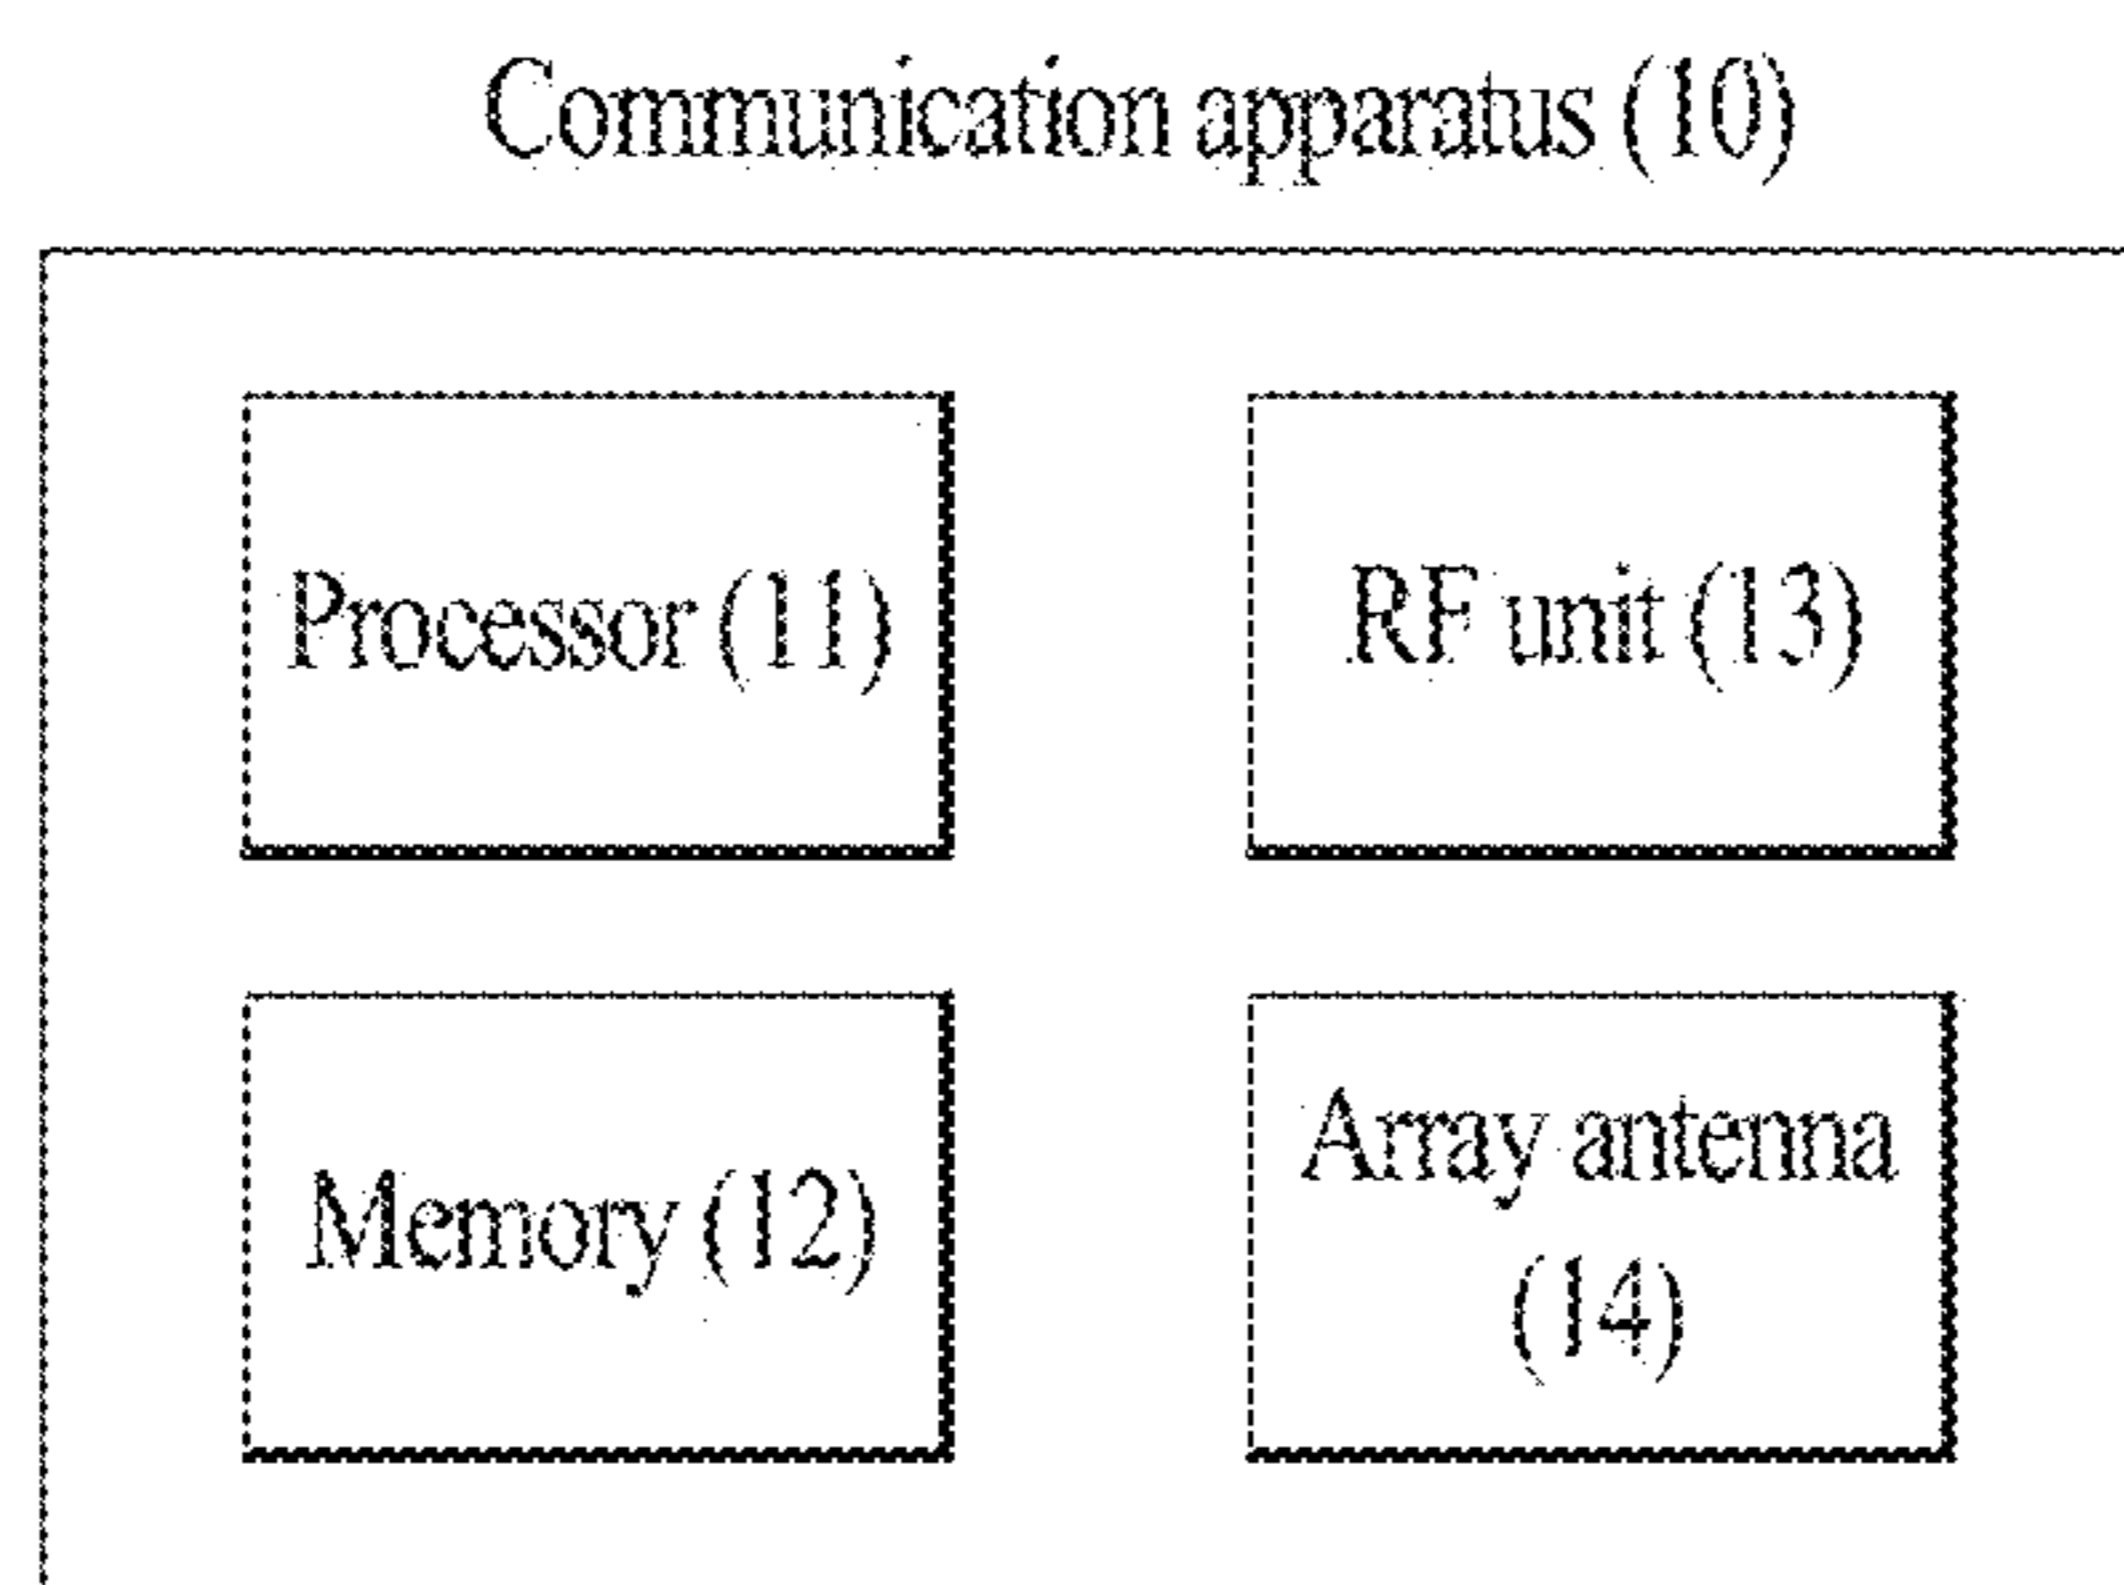 Communication apparatus (10)
Processor (11)
RF unit (13)
Memory (12)
Array antenna
(14)